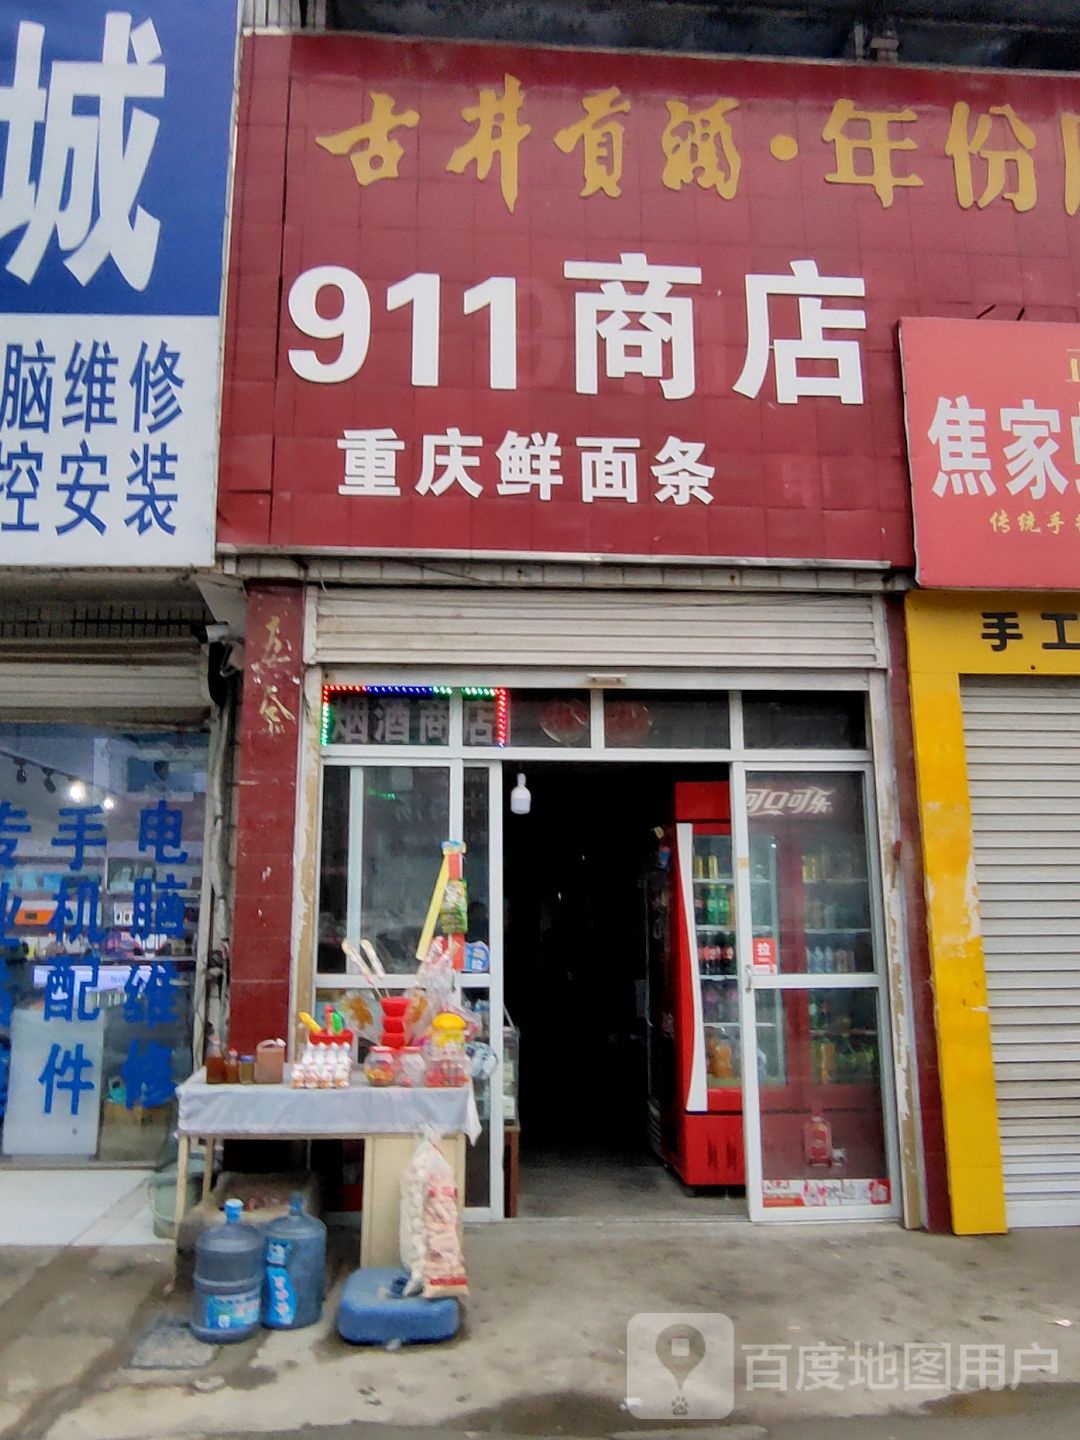 城
脑维修
控安装
古井贡酒·年份
911商店
重庆鲜面条
焦家
传统手
手工
烟酒商店
可口可乐
拉
手机配件
电脑维修
百度地图用户